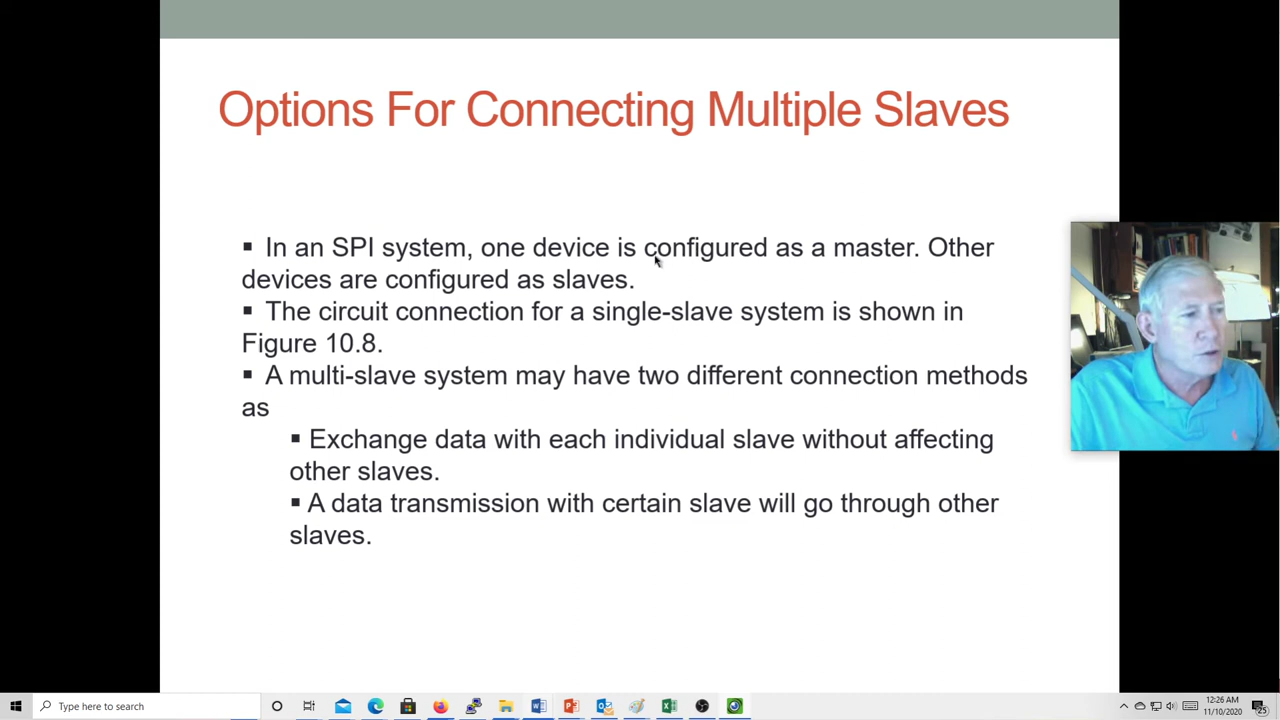 Options For Connecting Multiple Slaves
▪ In an SPI system, one device is configured as a master. Other
devices are configured as slaves.
▪ The circuit connection for a single-slave system is shown in
Figure 10.8.
▪ A multi-slave system may have two different connection methods
as
▪ Exchange data with each individual slave without affecting
other slaves.
▪ A data transmission with certain slave will go through other
slaves.
Type here to search
12:26 AM
11/10/2020
25